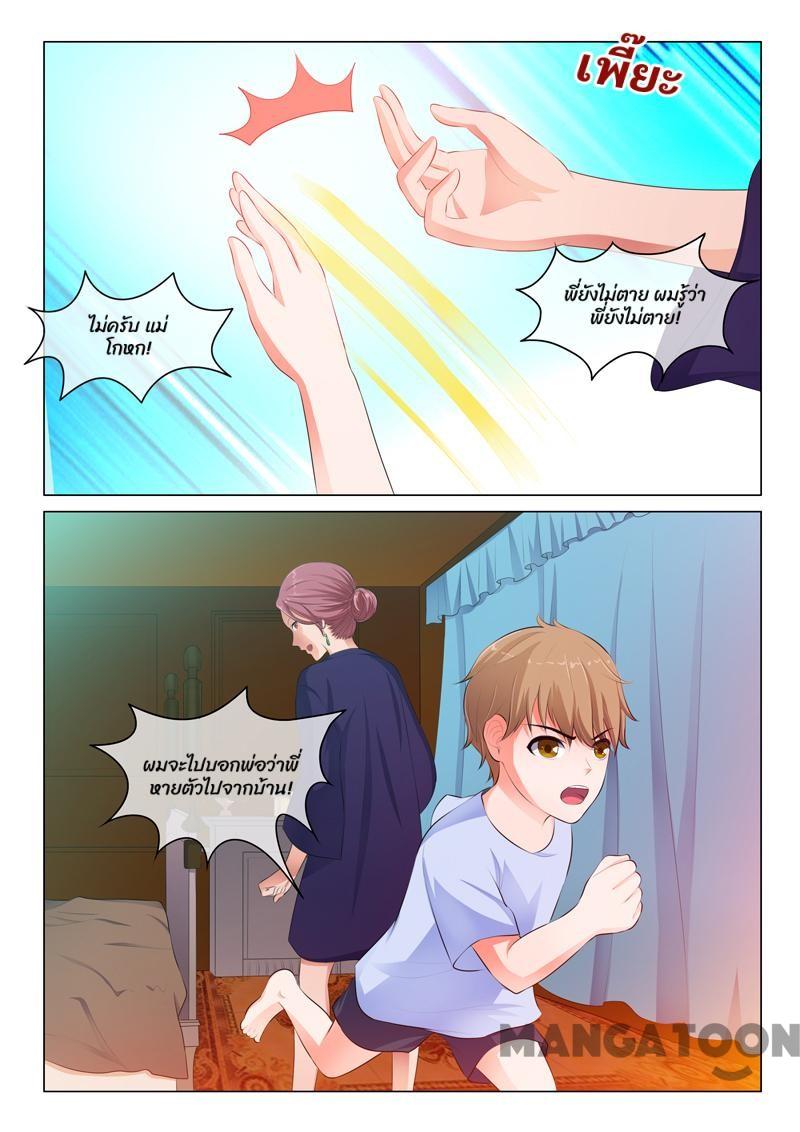 เพี๊ยะ
ไม่ครับ แม่
โกหก!
พี่ยังไม่ตาย ผมรู้ว่า
พี่ยังไม่ตาย!
ผมจะไปบอกพ่อว่าพี่
หายตัวไปจากบ้าน!
MANGATOON